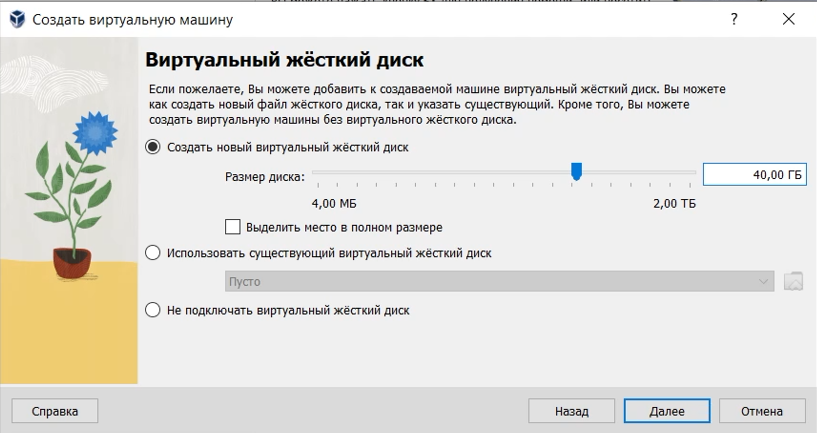 Создать виртуальную машину
?
Виртуальный жёсткий диск
Если пожелаете, Вы можете добавить к создаваемой машине виртуальный жёсткий диск. Вы можете
как создать новый файл жёсткого диска, так и указать существующий. Кроме того, Вы можете
создать виртуальную машины без виртуального жёсткого диска.
Создать новый виртуальный жёсткий диск
Размер диска:
40,00 ГБ
4,00 МБ
2,00 ТБ
Выделить место в полном размере
Использовать существующий виртуальный жёсткий диск
Пусто
Не подключать виртуальный жёсткий диск
Справка
Назад
Далее
Отмена